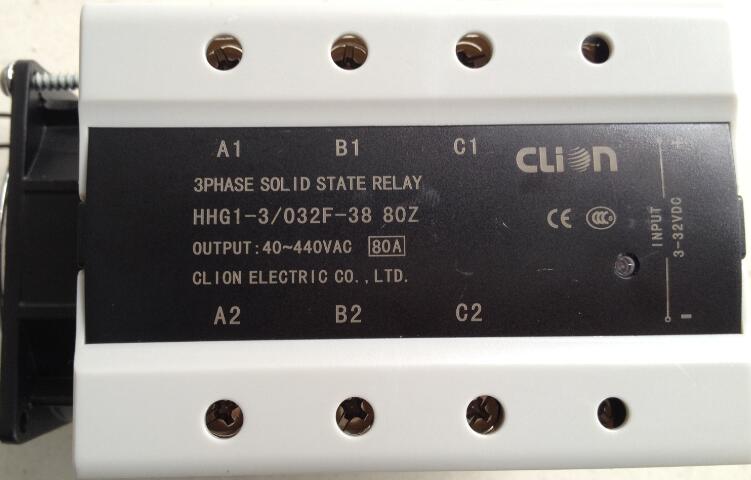 A1 B1 C1
CLION
3PHASE SOLID STATE RELAY
HHG1-3/032F-38 80Z
OUTPUT:40~440VAC 80A
CLION ELECTRIC CO.,LTD.
A2 B2 C2
CE CCC
+
INPUT
3-32VDC
-